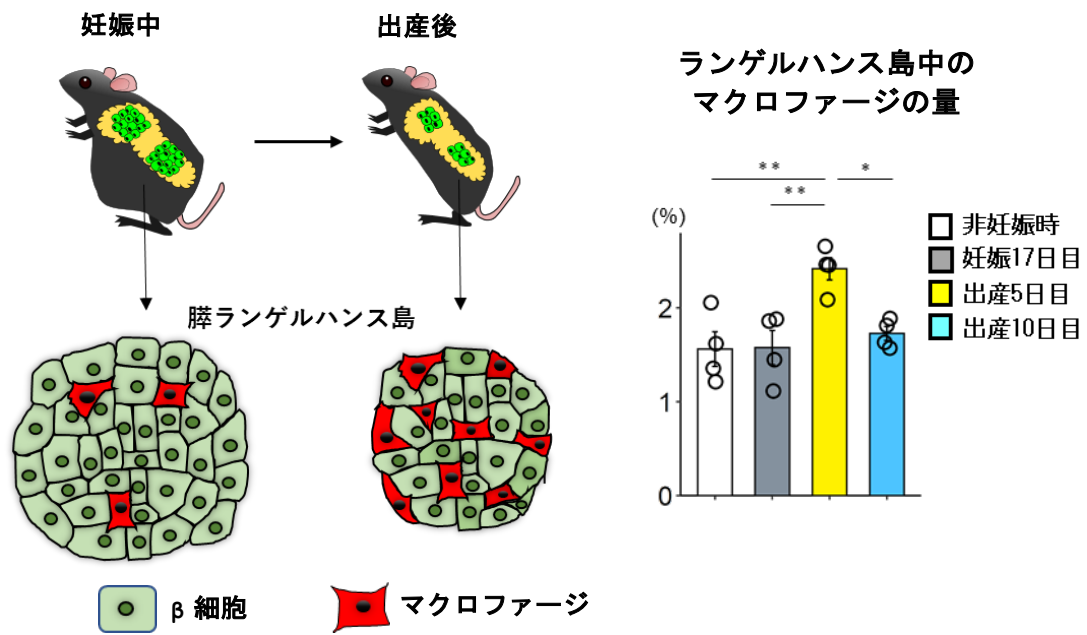 妊娠中
出産後
膵ランゲルハンス島
β 細胞
マクロファージ
ランゲルハンス島中の
マクロファージの量
** *
**
(%)
2
1
0
非妊娠時
妊娠17日目
出産5日目
出産10日目